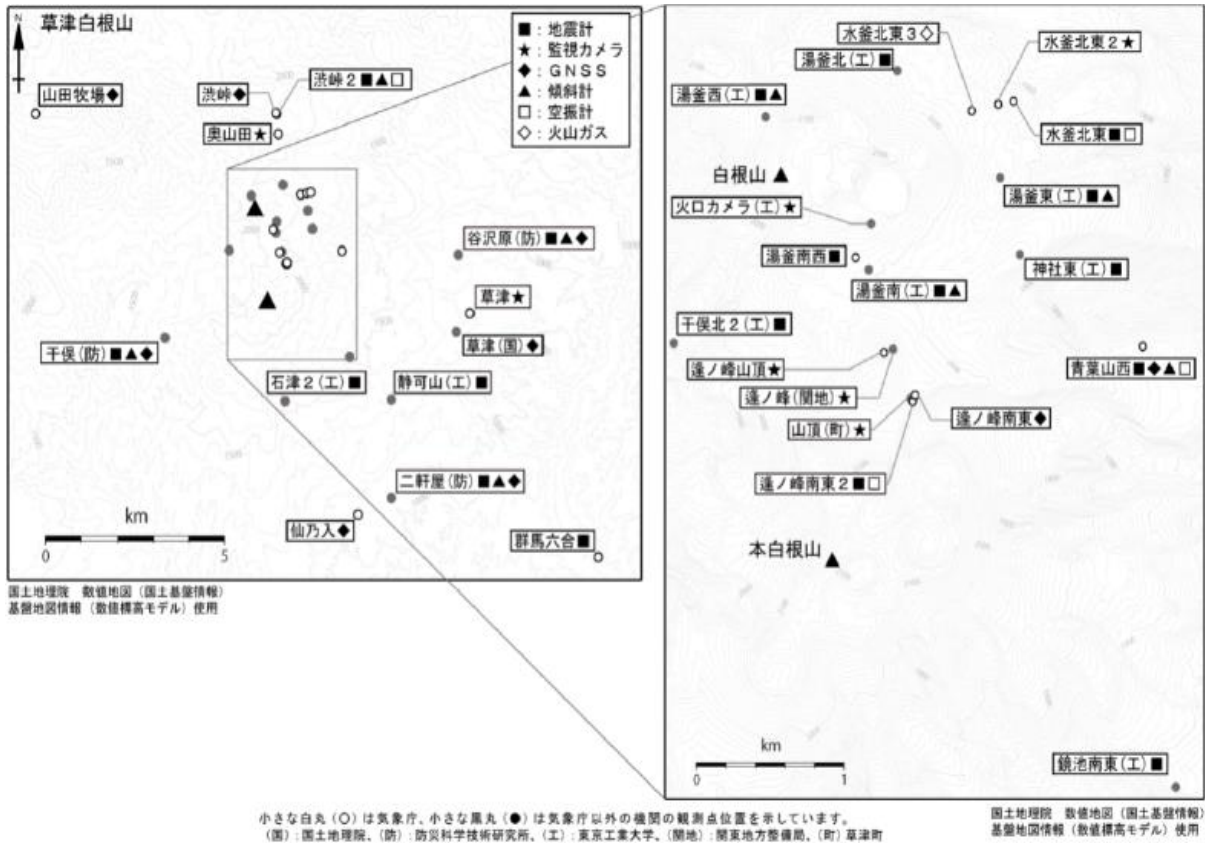 草津白根山
N
■：地震計
★：監視カメラ
◆：GNSS
▲：傾斜計
□：空振計
◇：火山ガス
山田牧場◆
渋峠◆
渋峠2■▲□
奥山田★
谷沢原(防)■▲◆
草津★
草津(国)◆
干俣(防)■▲◆
石津2(工)■
静可山(工)■
二軒屋(防)■▲◆
仙乃入◆
群馬六合■
km
0 5
国土地理院 数値地図(国土基盤情報)
基盤地図情報(数値標高モデル)使用
水釜北東3◇
水釜北東2★
湯釜北(工)■
湯釜西(工)■▲
水釜北東■□
白根山▲
湯釜東(工)■▲
火口カメラ(工)★
湯釜南西■
神社東(工)■
湯釜南(工)■▲
干俣北2(工)■
逢ノ峰山頂★
青葉山西■◆▲□
逢ノ峰(関地)★
山頂(町)★
逢ノ峰南東◆
逢ノ峰南東2■□
本白根山▲
km
0 1
鏡池南東(工)■
小さな白丸(○)は気象庁、小さな黒丸(●)は気象庁以外の機関の観測点位置を示しています。
(国)：国土地理院、(防)：防災科学技術研究所、(工)：東京工業大学、(関地)：関東地方整備局、(町)草津町
国土地理院 数値地図(国土基盤情報)
基盤地図情報(数値標高モデル)使用